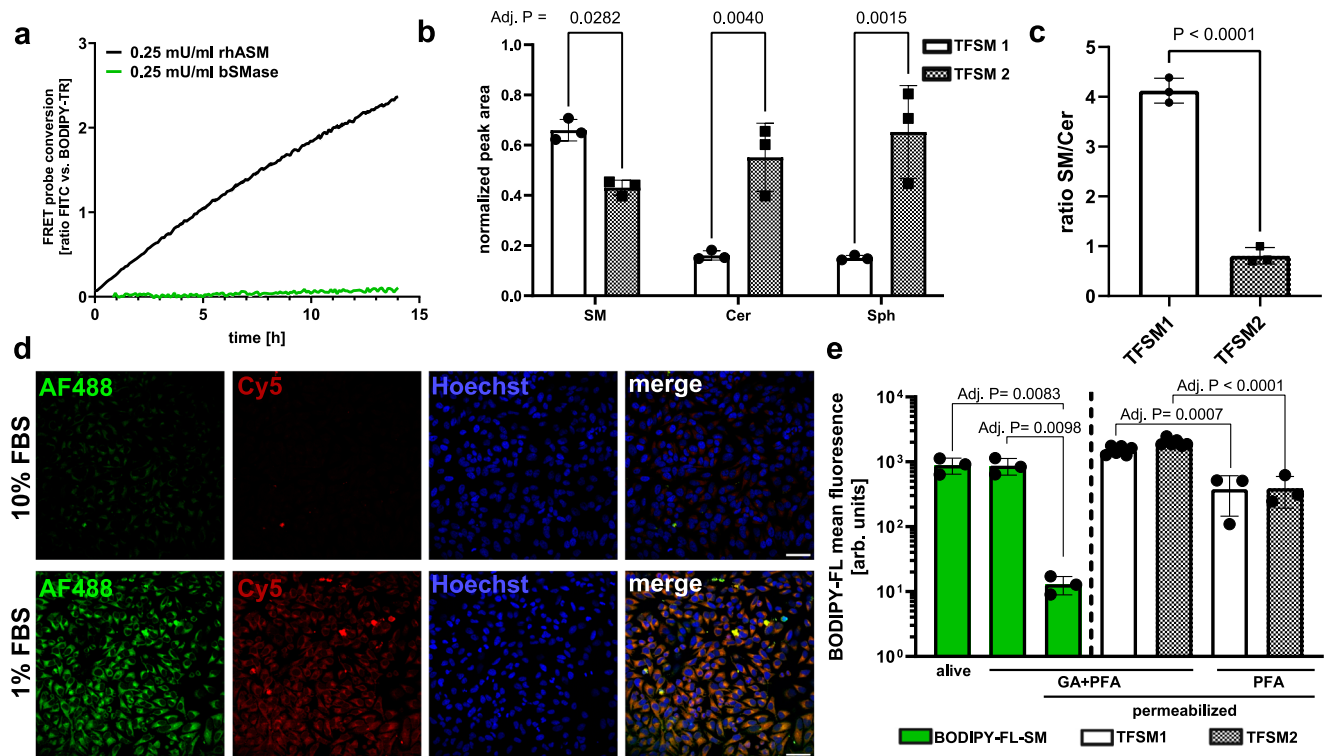 a
3
2
1
0
FRET probe conversion
[ratio FITC vs. BODIPY-TR]
0.25 mU/ml rhASM
0.25 mU/ml bSMase
0
5
10
15
time [h]
b
Adj. P =
0.0282
0.0040
0.0015
TFSM 1
TFSM 2
1.0
0.8
0.6
0.4
0.2
0.0
normalized peak area
SM
Cer
Sph
c
P < 0.0001
5
4
3
2
1
0
ratio SM/Cer
TFSM1
TFSM2
d
AF488
Cy5
Hoechst
merge
10% FBS
AF488
Cy5
Hoechst
merge
1% FBS
e
Adj. P= 0.0083
Adj. P= 0.0098
Adj. P < 0.0001
Adj. P= 0.0007
10⁴
10³
10²
10¹
10⁰
BODIPY-FL mean fluoresence
[arb. units]
alive
GA+PFA
PFA
permeabilized
BODIPY-FL-SM
TFSM1
TFSM2